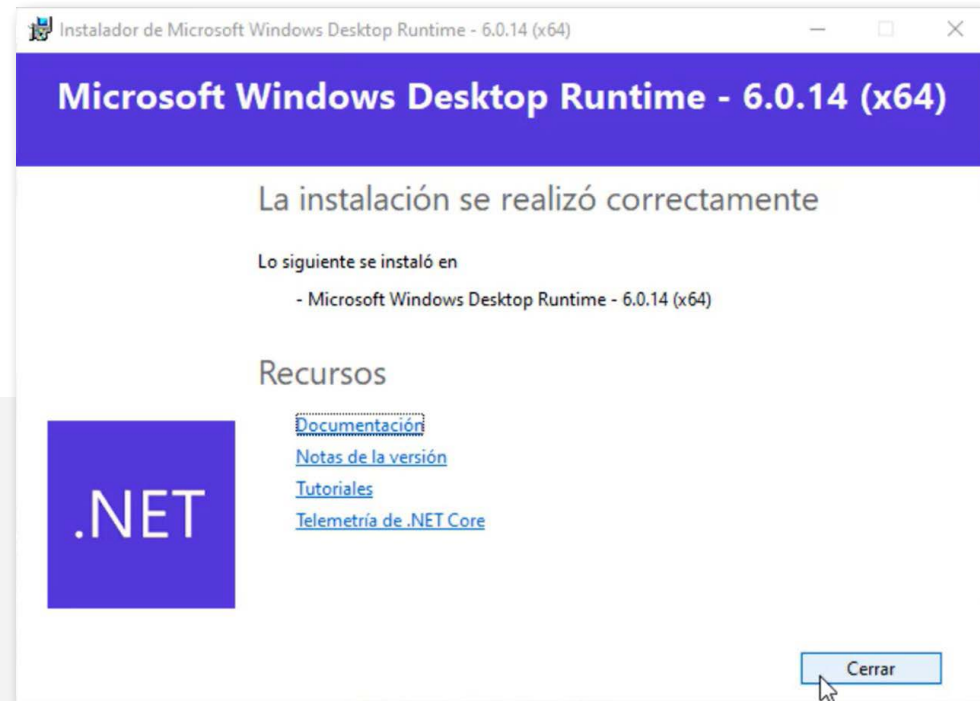 Instalador de Microsoft Windows Desktop Runtime - 6.0.14 (x64)
Microsoft Windows Desktop Runtime - 6.0.14 (x64)
La instalación se realizó correctamente
Lo siguiente se instaló en
- Microsoft Windows Desktop Runtime - 6.0.14 (x64)
Recursos
Documentación
Notas de la versión
Tutoriales
Telemetría de .NET Core
.NET
Cerrar